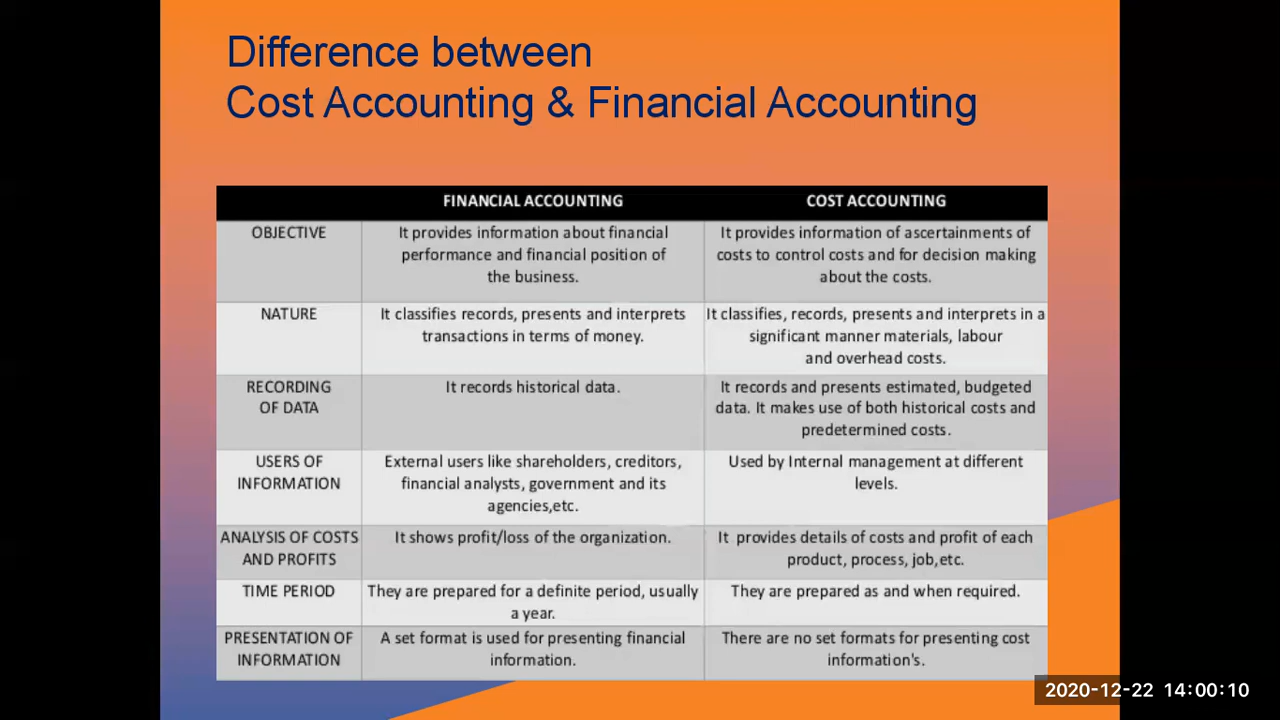 Difference between
Cost Accounting & Financial Accounting
FINANCIAL ACCOUNTING
COST ACCOUNTING
OBJECTIVE
It provides information about financial
performance and financial position of
the business.
It provides information of ascertainments of
costs to control costs and for decision making
about the costs.
NATURE
It classifies records, presents and interprets
transactions in terms of money.
It classifies, records, presents and interprets in a
significant manner materials, labour
and overhead costs.
RECORDING
OF DATA
It records historical data.
It records and presents estimated, budgeted
data. It makes use of both historical costs and
predetermined costs.
USERS OF
INFORMATION
External users like shareholders, creditors,
financial analysts, government and its
agencies,etc.
Used by Internal management at different
levels.
ANALYSIS OF COSTS
AND PROFITS
It shows profit/loss of the organization.
It provides details of costs and profit of each
product, process, job,etc.
TIME PERIOD
They are prepared for a definite period, usually
a year.
They are prepared as and when required.
PRESENTATION OF
INFORMATION
A set format is used for presenting financial
information.
There are no set formats for presenting cost
information's.
2020-12-22 14:00:10